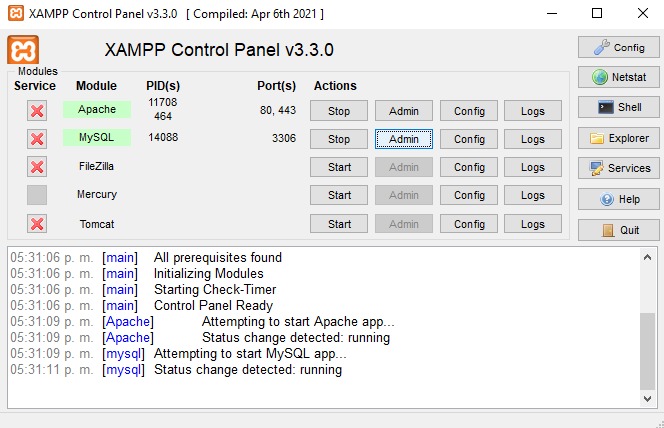 XAMPP Control Panel v3.3.0 [ Compiled: Apr 6th 2021 ]
XAMPP Control Panel v3.3.0
Config
Modules
Service Module PID(s) Port(s) Actions
Netstat
Apache 11708 464 80, 443 Stop Admin Config Logs
Shell
MySQL 14088 3306 Stop Admin Config Logs
Explorer
FileZilla Start Admin Config Logs
Services
Mercury Start Admin Config Logs
Help
Tomcat Start Admin Config Logs
Quit
05:31:06 p. m. [main] All prerequisites found
05:31:06 p. m. [main] Initializing Modules
05:31:06 p. m. [main] Starting Check-Timer
05:31:06 p. m. [main] Control Panel Ready
05:31:09 p. m. [Apache] Attempting to start Apache app...
05:31:09 p. m. [Apache] Status change detected: running
05:31:09 p. m. [mysql] Attempting to start MySQL app...
05:31:11 p. m. [mysql] Status change detected: running